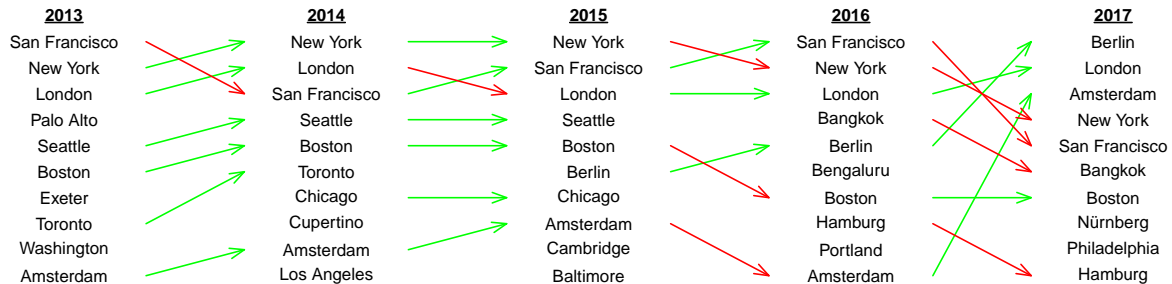 2013 2014 2015 2016 2017
San Francisco New York New York San Francisco Berlin
New York London San Francisco New York London
London San Francisco London London Amsterdam
Palo Alto Seattle Seattle Bangkok New York
Seattle Boston Boston Berlin San Francisco
Boston Toronto Berlin Bengaluru Bangkok
Exeter Chicago Chicago Boston Boston
Toronto Cupertino Amsterdam Hamburg Nürnberg
Washington Amsterdam Cambridge Portland Philadelphia
Amsterdam Los Angeles Baltimore Amsterdam Hamburg